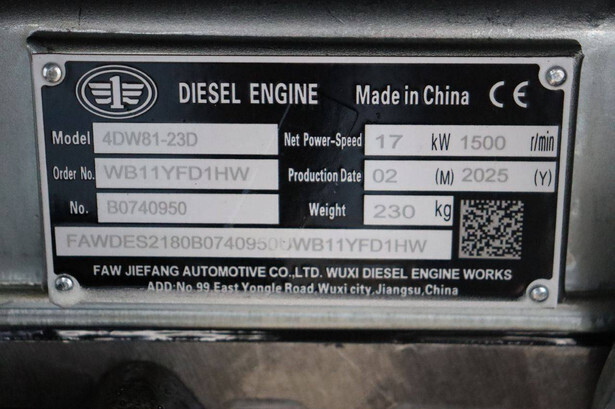 1 DIESEL ENGINE Made in China CE
Model 4DW81-23D Net Power-Speed 17 kW 1500 r/min
Order No. WB11YFD1HW Production Date 02 (M) 2025 (Y)
No. B0740950 Weight 230 kg
FAW JIEFANG AUTOMOTIVE CO.,LTD. WUXI DIESEL ENGINE WORKS
ADD:No 99 East Yongle Road,Wuxi city,Jiangsu,China